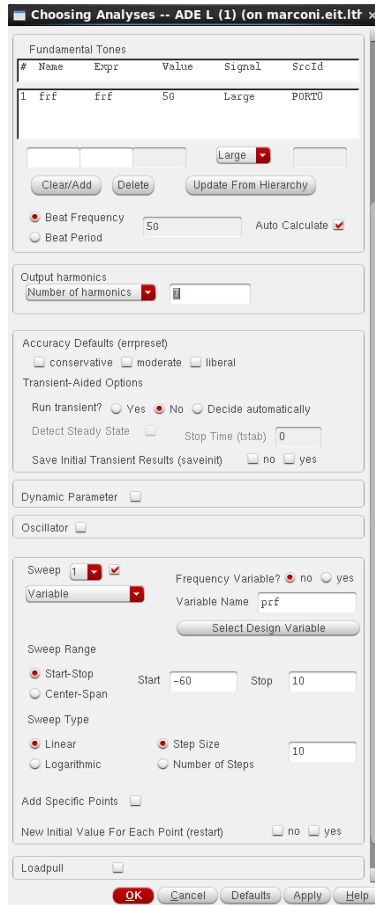 Choosing Analyses -- ADE L (1) (on marconi.eit.lth
Fundamental Tones
# Name Expr Value Signal SrcId
1 frf frf 5G Large PORT0
Large
Clear/Add Delete Update From Hierarchy
Beat Frequency 5G Auto Calculate
Beat Period
Output harmonics
Number of harmonics 7
Accuracy Defaults (errpreset)
conservative moderate liberal
Transient-Aided Options
Run transient? Yes No Decide automatically
Detect Steady State Stop Time (tstab) 0
Save Initial Transient Results (saveinit) no yes
Dynamic Parameter
Oscillator
Sweep 1 Frequency Variable? no yes
Variable Variable Name prf
Select Design Variable
Sweep Range
Start-Stop Start -60 Stop 10
Center-Span
Sweep Type
Linear Step Size 10
Logarithmic Number of Steps
Add Specific Points
New Initial Value For Each Point (restart) no yes
Loadpull
OK Cancel Defaults Apply Help